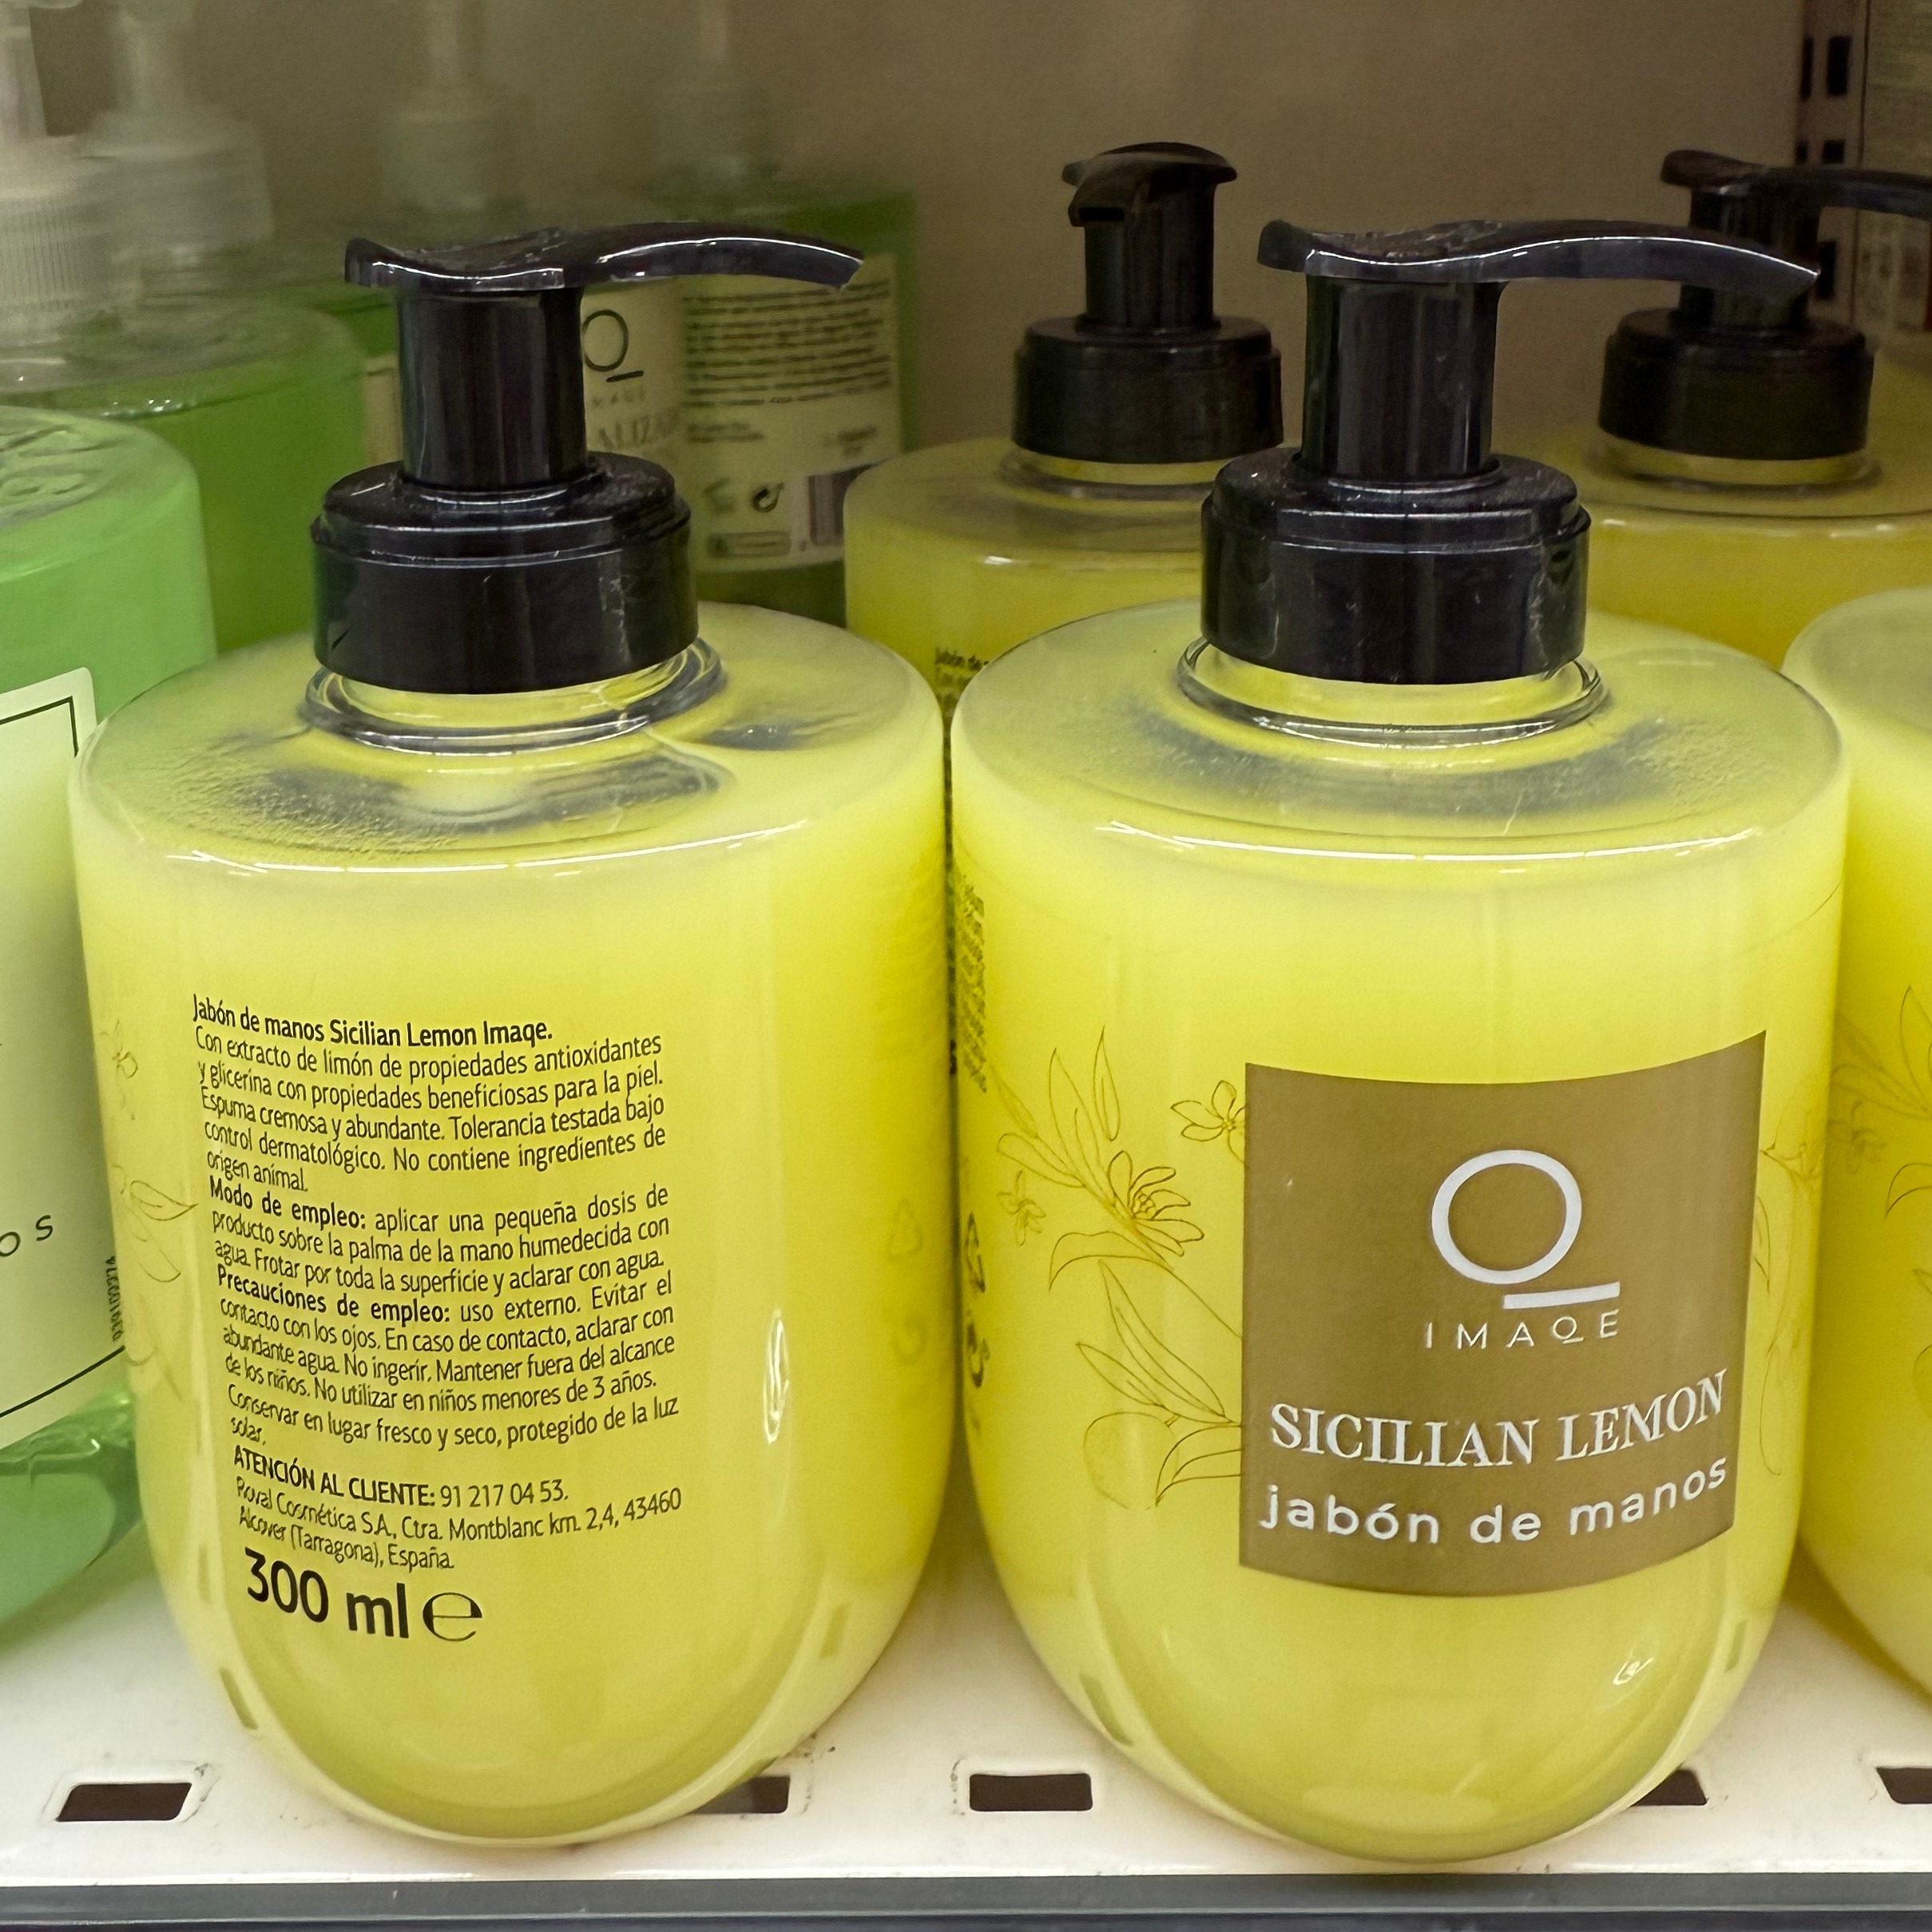 Jabón de manos Sicilian Lemon Imaqe.
Con extracto de limón de propiedades antioxidantes
y glicerina con propiedades beneficiosas para la piel.
Espuma cremosa y abundante. Tolerancia testada bajo
control dermatológico. No contiene ingredientes de
origen animal.
Modo de empleo: aplicar una pequeña dosis de
producto sobre la palma de la mano humedecida con
agua. Frotar por toda la superficie y aclarar con agua.
Precauciones de empleo: uso externo. Evitar el
contacto con los ojos. En caso de contacto, aclarar con
abundante agua. No ingerir. Mantener fuera del alcance
de los niños. No utilizar en niños menores de 3 años.
Conservar en lugar fresco y seco, protegido de la luz
solar.
ATENCIÓN AL CLIENTE: 91 217 04 53.
Royal Cosmética S.A., Ctra. Montblanc km. 2,4, 43460
Alcover (Tarragona), España.
300 ml e
IMAQE
SICILIAN LEMON
jabón de manos